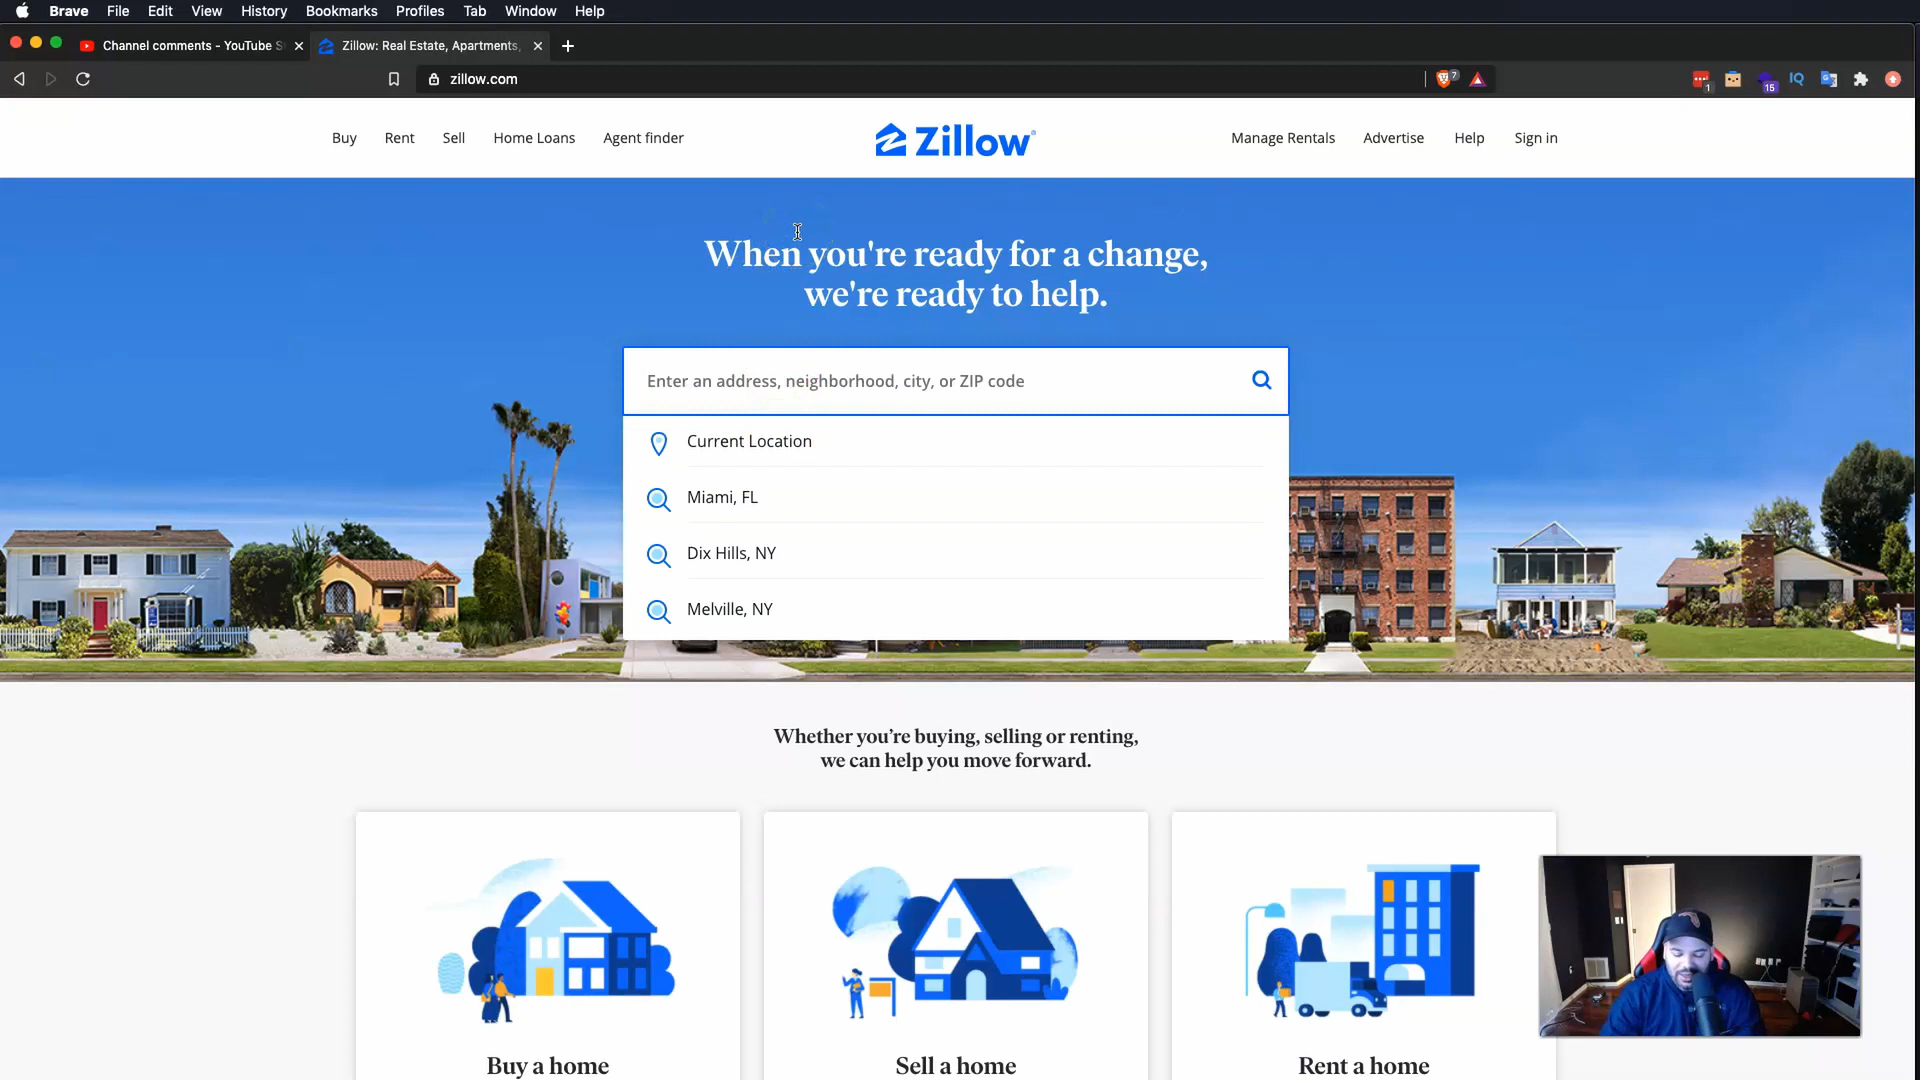 Brave File Edit View History Bookmarks Profiles Tab Window Help
Channel comments - YouTube S
Zillow: Real Estate, Apartments,
zillow.com
7
1
15
IQ
Buy Rent Sell Home Loans Agent finder
Zillow
Manage Rentals Advertise Help Sign in
When you're ready for a change,
we're ready to help.
Enter an address, neighborhood, city, or ZIP code
Current Location
Miami, FL
Dix Hills, NY
Melville, NY
Whether you’re buying, selling or renting,
we can help you move forward.
Buy a home
Sell a home
Rent a home